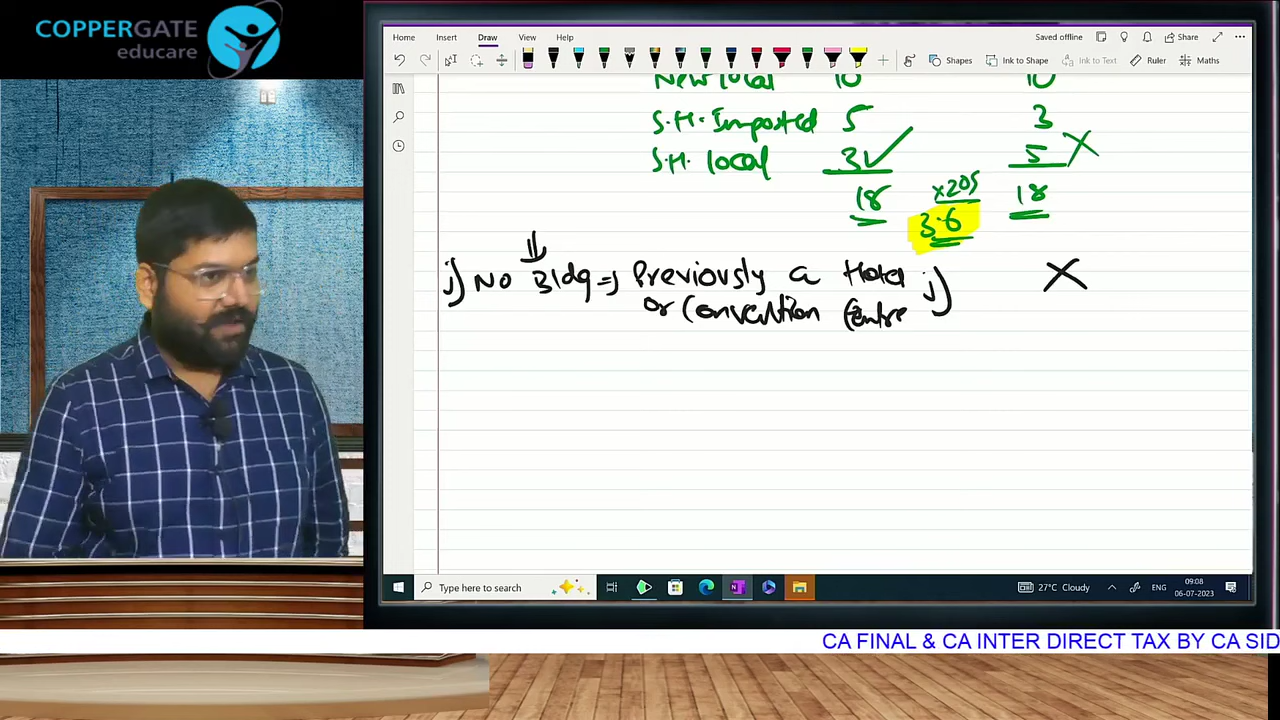 COPPERGATE
educare
Home Insert Draw View Help
Saved offline
Share
Shapes
Ink to Shape
Ink to Text
Ruler
Maths
New local 10 10
S.H. Imported 5 3
S.H. local 3 5
18 18
3.6
j) No Bldg => Previously a Hotel j)
or Convention Centre
Type here to search
27°C Cloudy
ENG
09:08
06-07-2023
CA FINAL & CA INTER DIRECT TAX BY CA SID